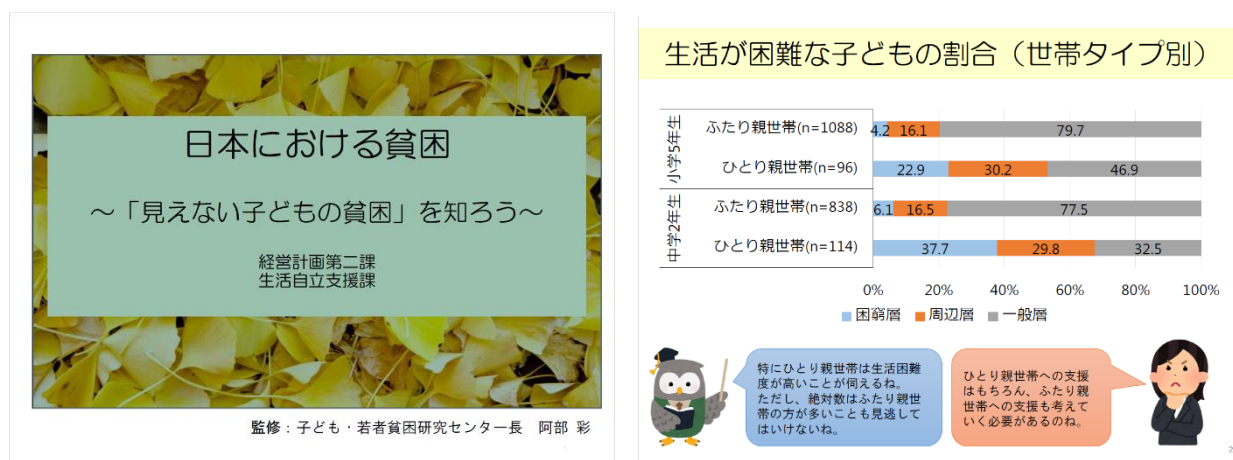 日本における貧困
～「見えない子どもの貧困」を知ろう～
経営計画第二課
生活自立支援課
監修：子ども・若者貧困研究センター長　阿部 彩
生活が困難な子どもの割合（世帯タイプ別）
小学5年生
ふたり親世帯(n=1088)
4.2 16.1 79.7
ひとり親世帯(n=96)
22.9 30.2 46.9
中学2年生
ふたり親世帯(n=838)
6.1 16.5 77.5
ひとり親世帯(n=114)
37.7 29.8 32.5
0% 20% 40% 60% 80% 100%
困窮層 周辺層 一般層
特にひとり親世帯は生活困難
度が高いことが伺えるね。
ただし、絶対数はふたり親世
帯の方が多いことも見逃して
はいけないね。
ひとり親世帯への支援
はもちろん、ふたり親
世帯への支援も考えて
いく必要があるのね。
2